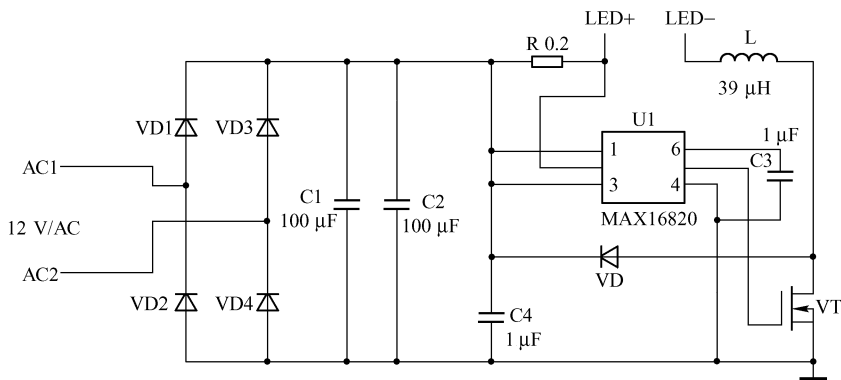 LED+ LED−
R 0.2
L
39 μH
VD1 VD3
U1
1 μF
1 6
C3
AC1
3 4
C1
100 μF
C2
100 μF
MAX16820
12 V/AC
AC2
VD
VD2 VD4
C4
1 μF
VT